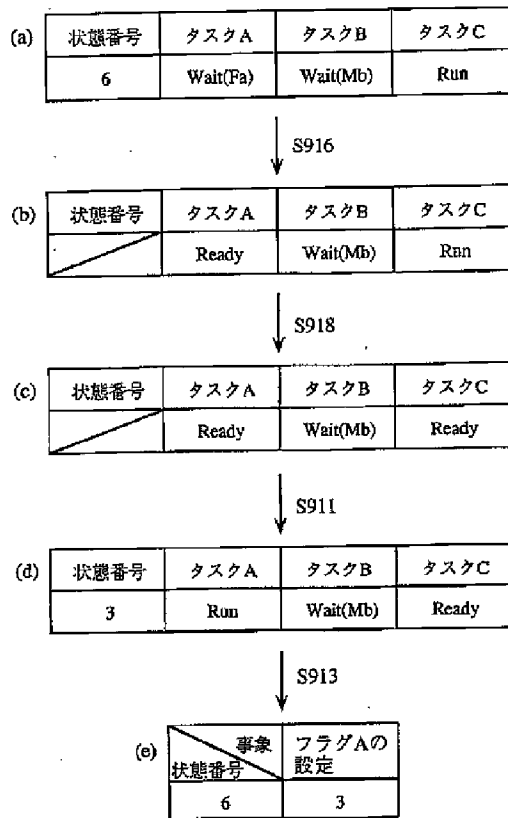 (a) 状態番号 タスクA タスクB タスクC
6 Wait(Fa) Wait(Mb) Run
S916
(b) 状態番号 タスクA タスクB タスクC
Ready Wait(Mb) Run
S918
(c) 状態番号 タスクA タスクB タスクC
Ready Wait(Mb) Ready
S911
(d) 状態番号 タスクA タスクB タスクC
3 Run Wait(Mb) Ready
S913
(e) 事象 フラグAの
状態番号 設定
6 3